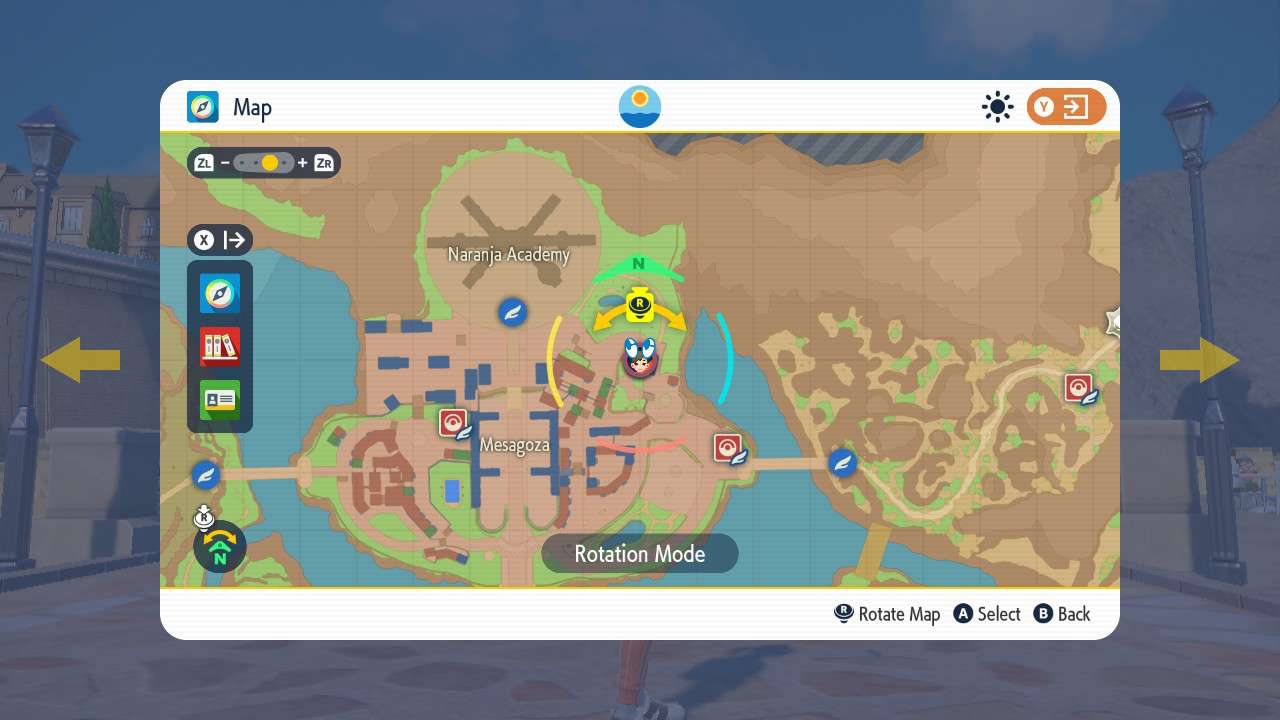 Map
Y
ZL - + ZR
X
Naranja Academy
N
R
Mesagoza
R
N
Rotation Mode
R Rotate Map A Select B Back